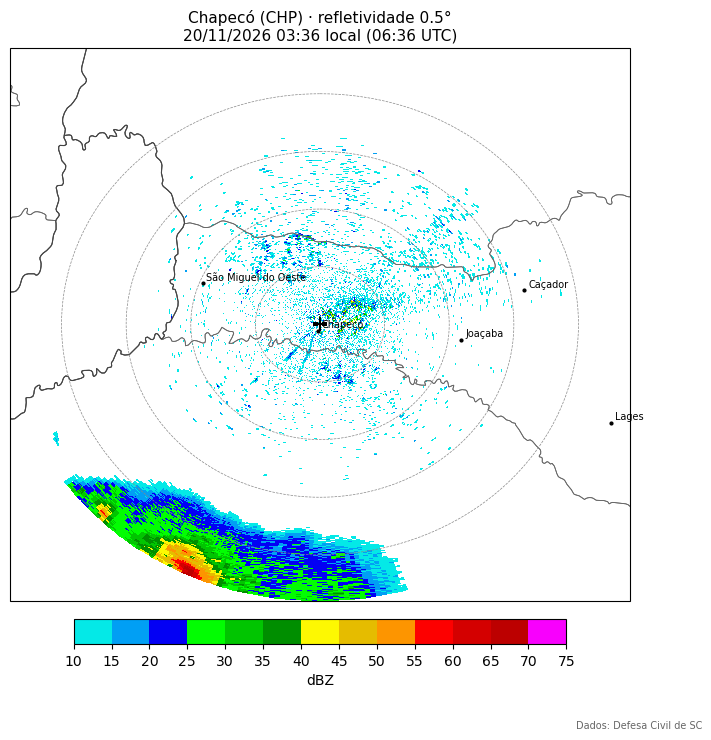 Chapecó (CHP) · refletividade 0.5°
20/11/2026 03:36 local (06:36 UTC)
São Miguel do Oeste
Caçador
Chapecó
Joaçaba
Lages
10 15 20 25 30 35 40 45 50 55 60 65 70 75
dBZ
Dados: Defesa Civil de SC